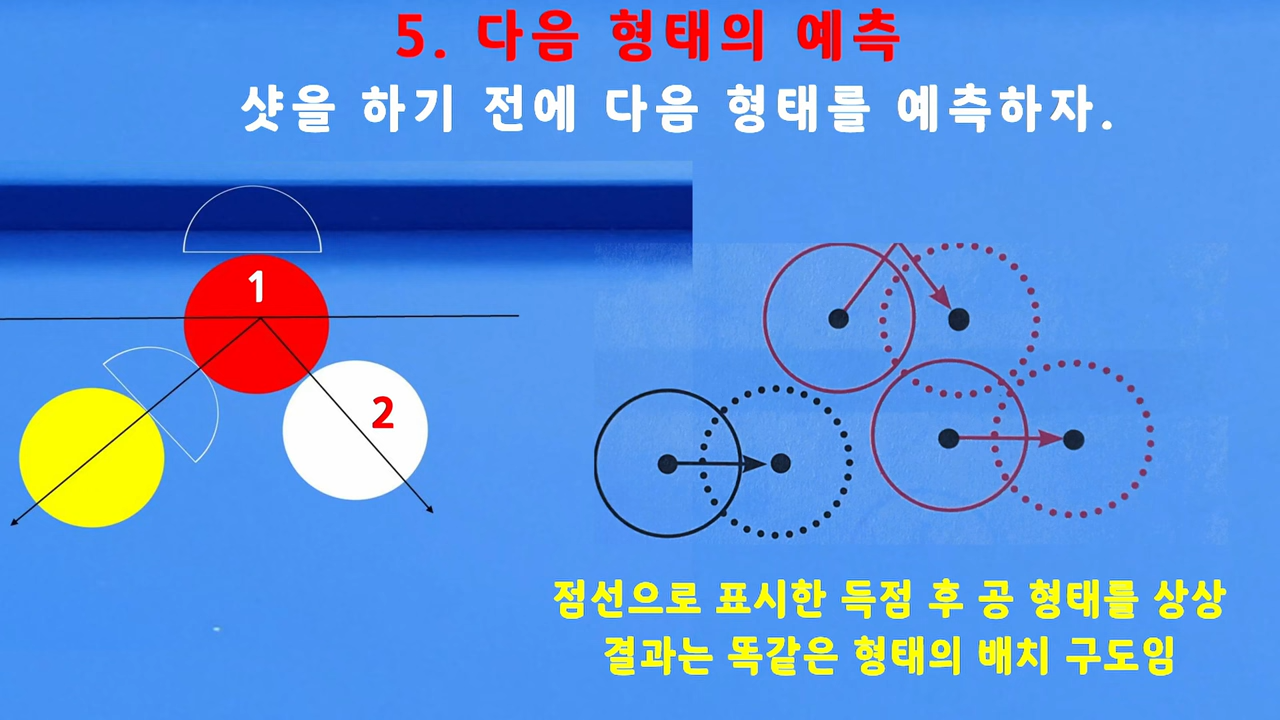 5. 다음 형태의 예측
샷을 하기 전에 다음 형태를 예측하자.
1
2
점선으로 표시한 득점 후 공 형태를 상상
결과는 똑같은 형태의 배치 구도임